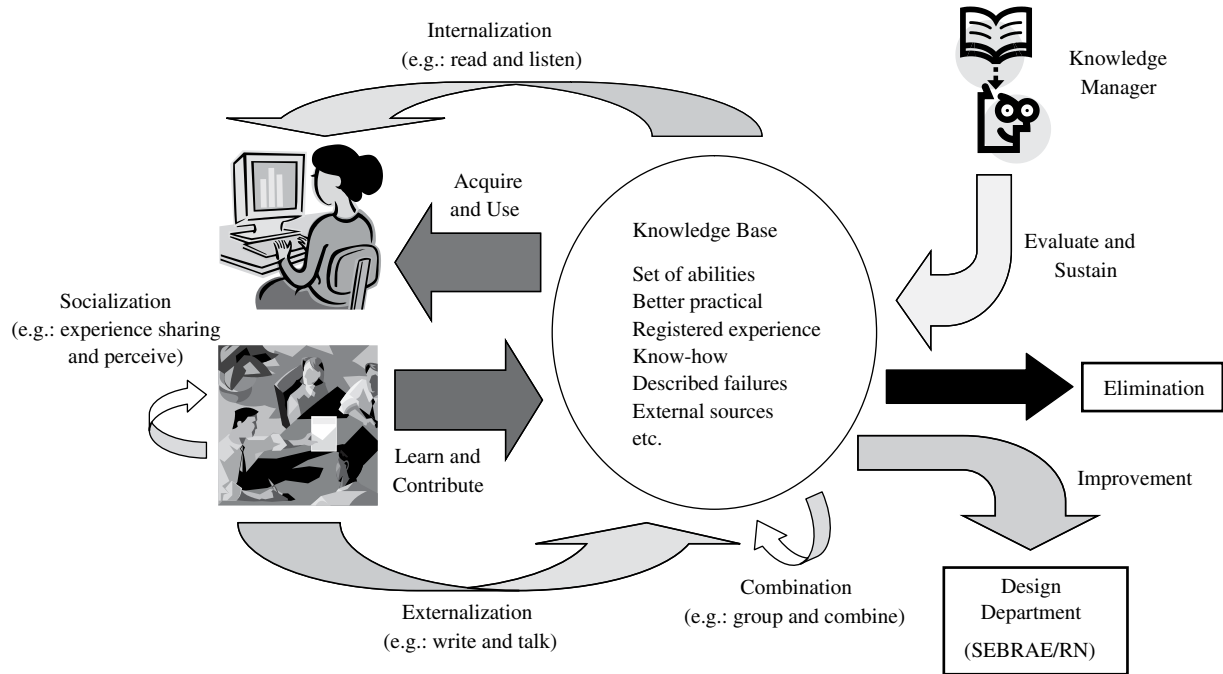 Internalization
(e.g.: read and listen)
Knowledge
Manager
Acquire
and Use
Knowledge Base
Set of abilities
Better practical
Registered experience
Know-how
Described failures
External sources
etc.
Evaluate and
Sustain
Socialization
(e.g.: experience sharing
and perceive)
Elimination
Learn and
Contribute
Improvement
Combination
(e.g.: group and combine)
Externalization
(e.g.: write and talk)
Design
Department
(SEBRAE/RN)